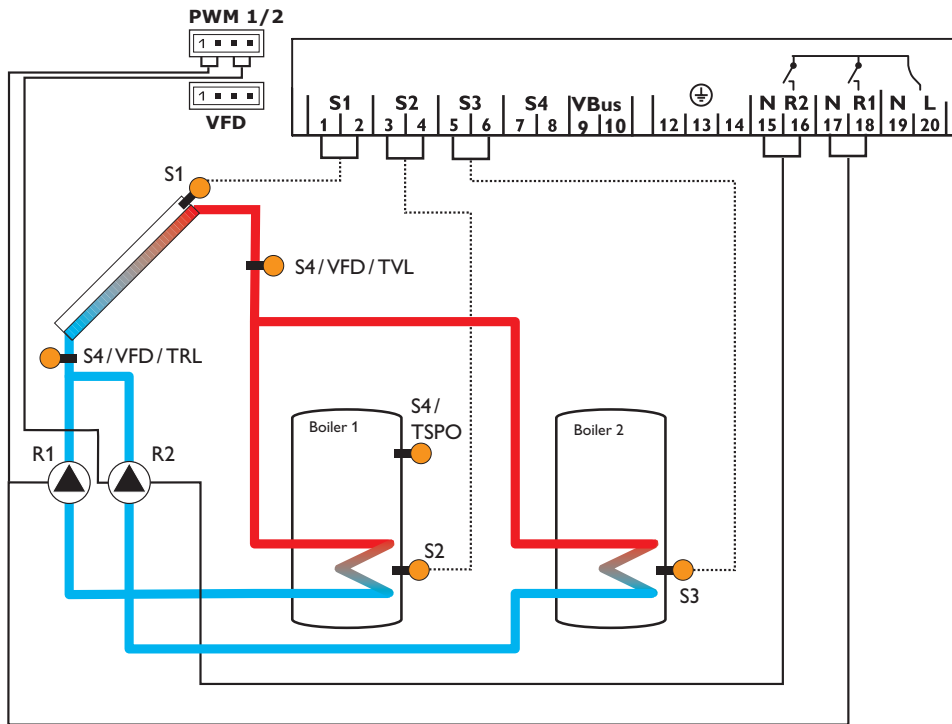 PWM 1/2
1
VFD
S1 S2 S3 S4 VBus N R2 N R1 N L
1 2 3 4 5 6 7 8 9 10 12 13 14 15 16 17 18 19 20
S1
S4/VFD/TVL
S4/VFD/TRL
S4/
TSPO
Boiler 1
Boiler 2
R1 R2
S2
S3